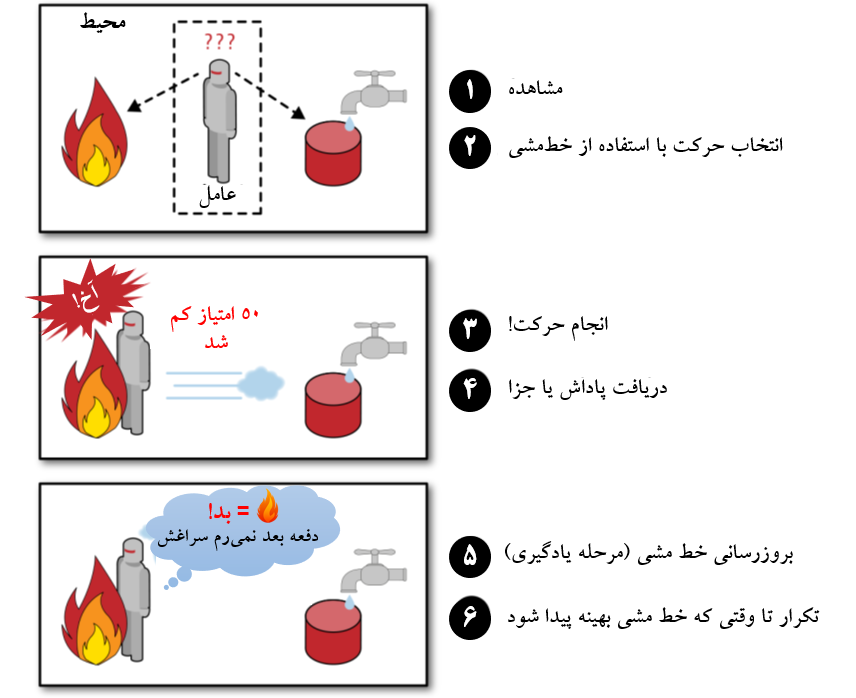 محیط
???
عامل
۱ مشاهده
۲ انتخاب حرکت با استفاده از خط‌مشی
آخ!
۵۰ امتیاز کم
شد
۳ انجام حرکت!
۴ دریافت پاداش یا جزا
= بد!
دفعه بعد نمی‌رم سراغش
۵ بروزرسانی خط مشی (مرحله یادگیری)
۶ تکرار تا وقتی که خط مشی بهینه پیدا شود